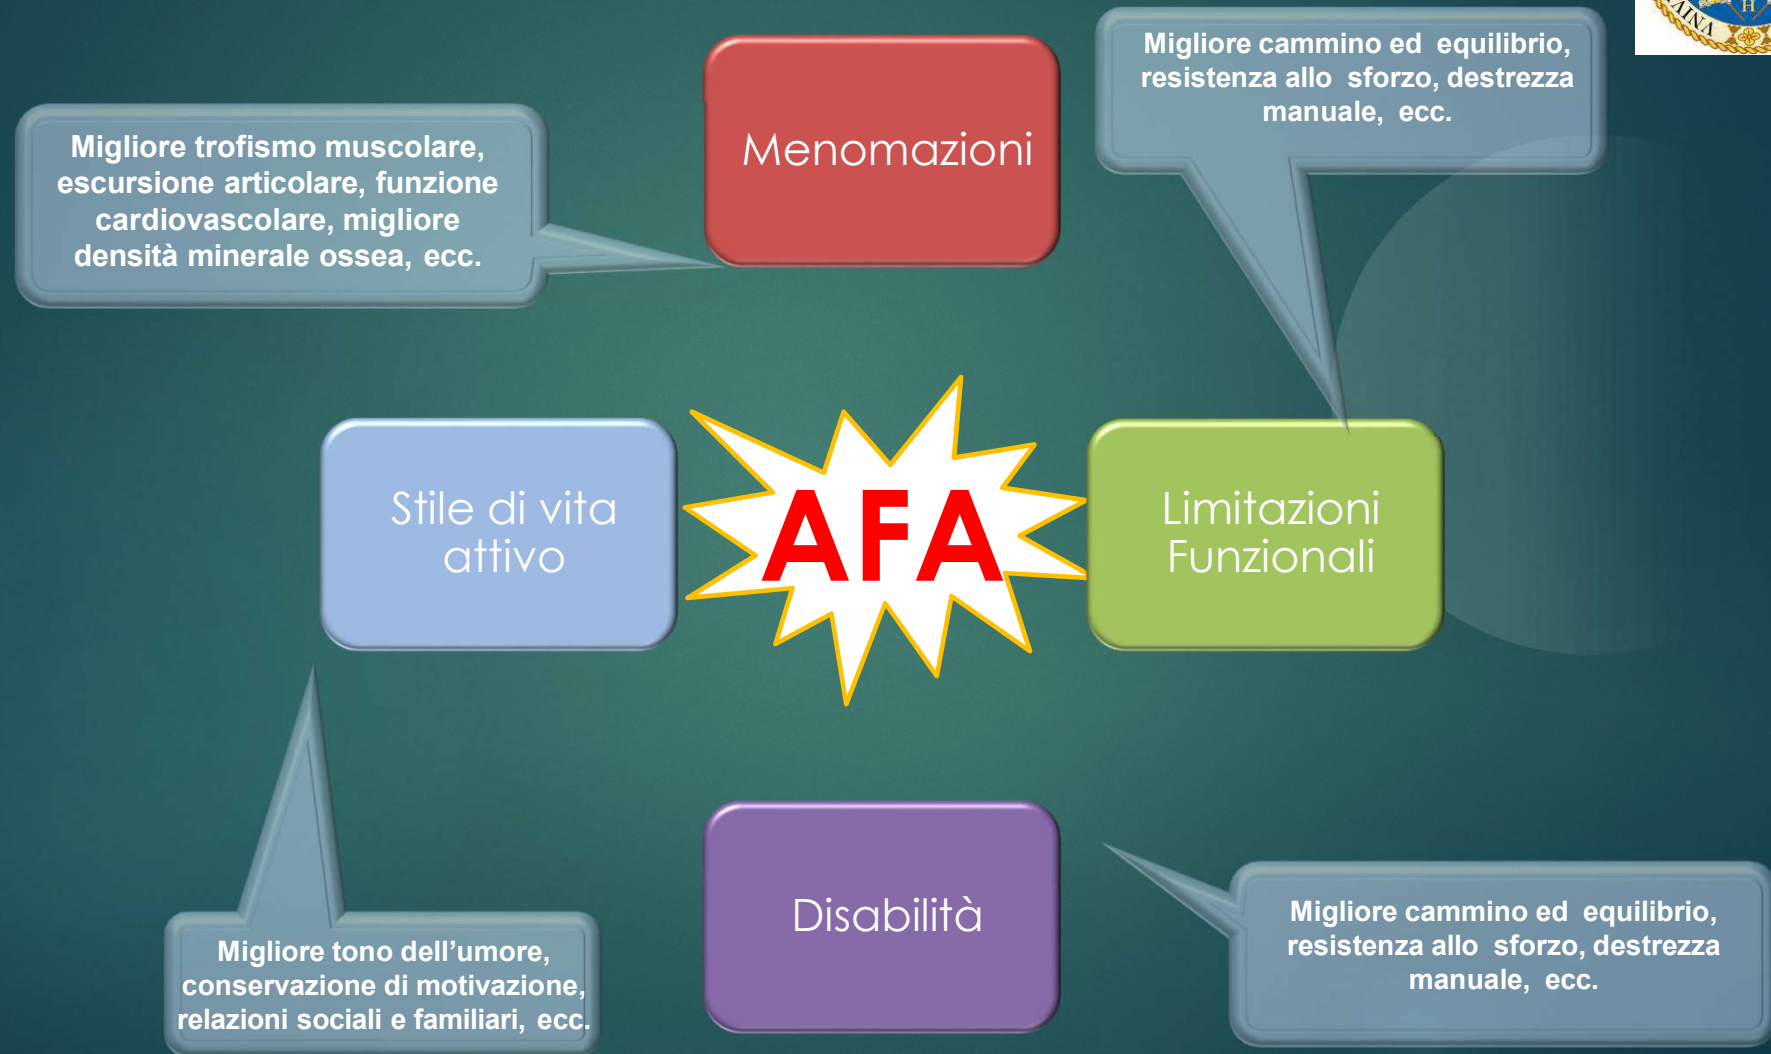 Menomazioni
Migliore cammino ed equilibrio,
resistenza allo sforzo, destrezza
manuale, ecc.
Migliore trofismo muscolare,
escursione articolare, funzione
cardiovascolare, migliore
densità minerale ossea, ecc.
Stile di vita
attivo
AFA
Limitazioni
Funzionali
Disabilità
Migliore cammino ed equilibrio,
resistenza allo sforzo, destrezza
manuale, ecc.
Migliore tono dell’umore,
conservazione di motivazione,
relazioni sociali e familiari, ecc.
H